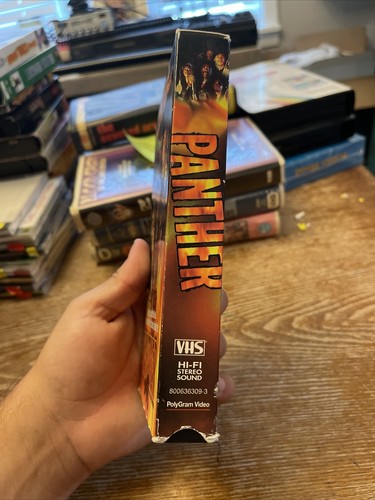 PANTHER
VHS
HI-FI
STEREO
SOUND
800636309-3
PolyGram Video